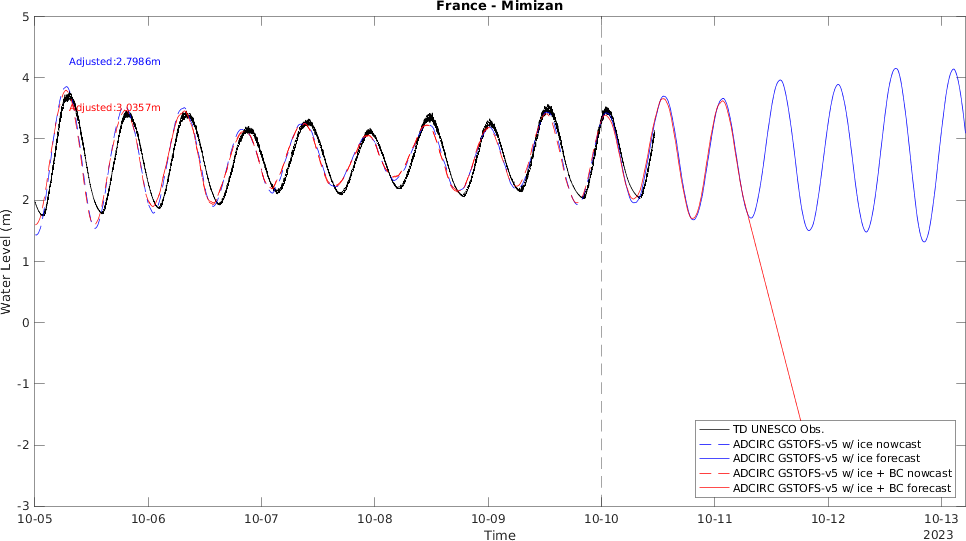 France - Mimizan
Adjusted:2.7986m
Adjusted:3.0357m
Water Level (m)
5
4
3
2
1
0
-1
-2
-3
10-05
10-06
10-07
10-08
10-09
10-10
10-11
10-12
10-13
2023
Time
TD UNESCO Obs.
ADCIRC GSTOFS-v5 w/ ice nowcast
ADCIRC GSTOFS-v5 w/ ice forecast
ADCIRC GSTOFS-v5 w/ ice + BC nowcast
ADCIRC GSTOFS-v5 w/ ice + BC forecast